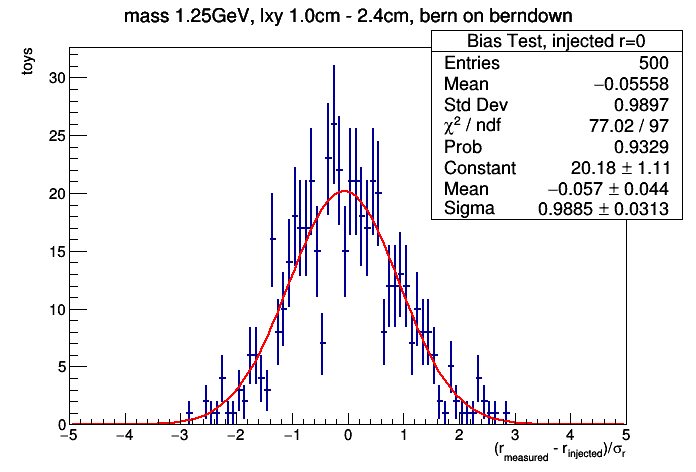 mass 1.25GeV, lxy 1.0cm - 2.4cm, bern on berndown
toys
Bias Test, injected r=0
Entries 500
Mean −0.05558
Std Dev 0.9897
χ² / ndf 77.02 / 97
Prob 0.9329
Constant 20.18 ± 1.11
Mean −0.057 ± 0.044
Sigma 0.9885 ± 0.0313
30
25
20
15
10
5
0
−5 −4 −3 −2 −1 0 1 2 3 4 5
(r_measured - r_injected)/σ_r